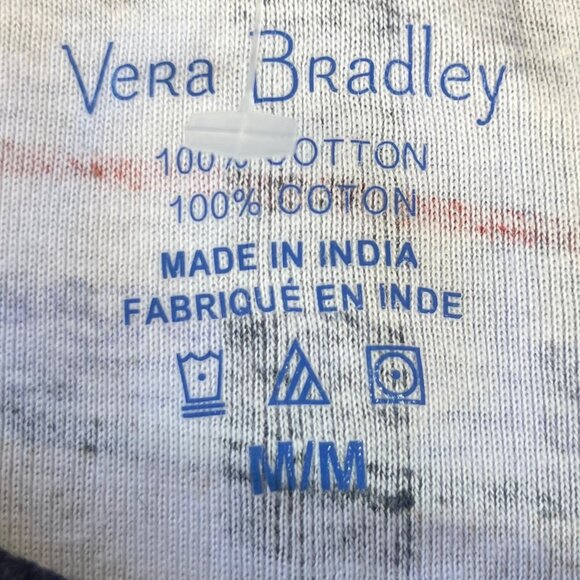 Vera Bradley
100% COTTON
100% COTON
MADE IN INDIA
FABRIQUÉ EN INDE
M/M